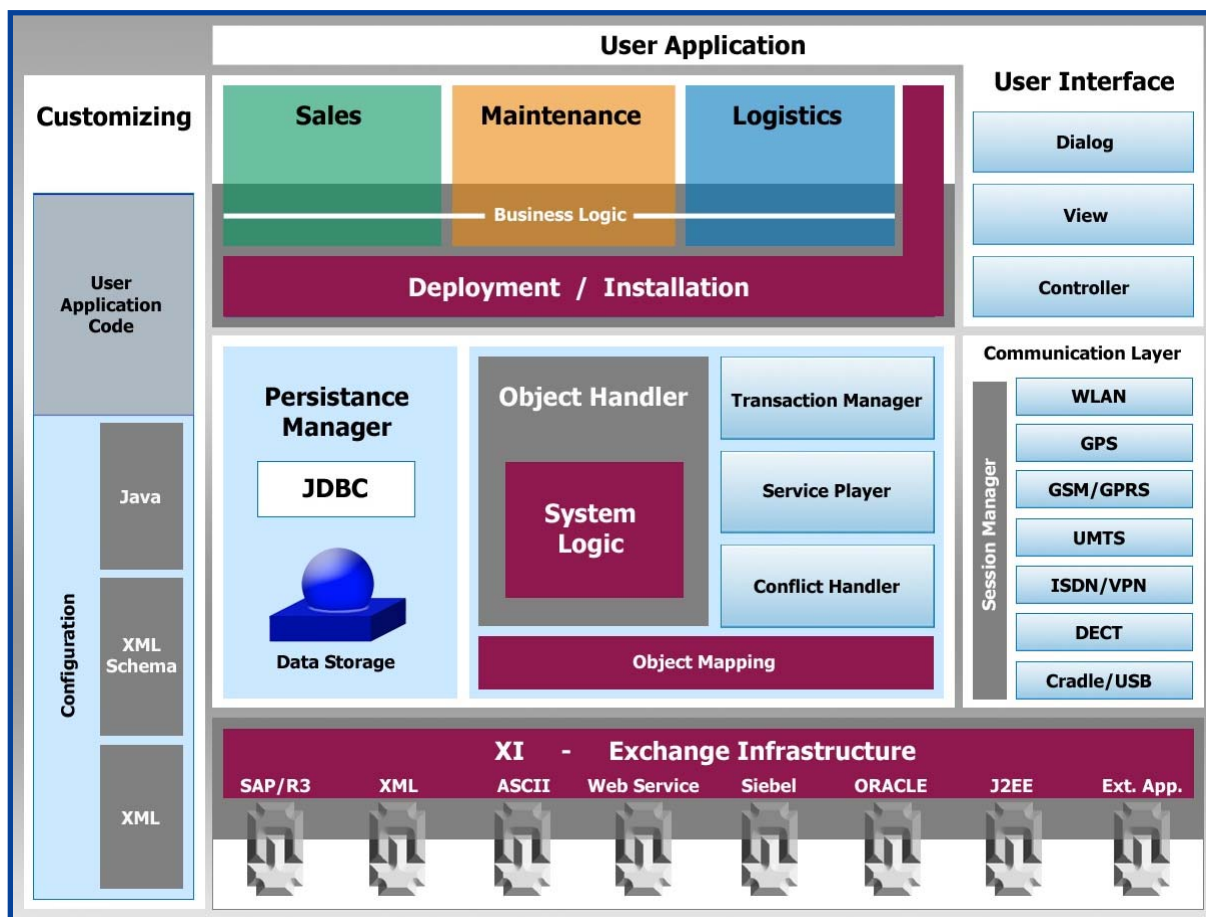 User Application
Customizing
User
Application
Code
Configuration
Java
XML
Schema
XML
Sales
Maintenance
Logistics
Business Logic
Deployment / Installation
User Interface
Dialog
View
Controller
Persistance
Manager
JDBC
Data Storage
Object Handler
System
Logic
Transaction Manager
Service Player
Conflict Handler
Object Mapping
Communication Layer
Session Manager
WLAN
GPS
GSM/GPRS
UMTS
ISDN/VPN
DECT
Cradle/USB
XI - Exchange Infrastructure
SAP/R3 XML ASCII Web Service Siebel ORACLE J2EE Ext. App.